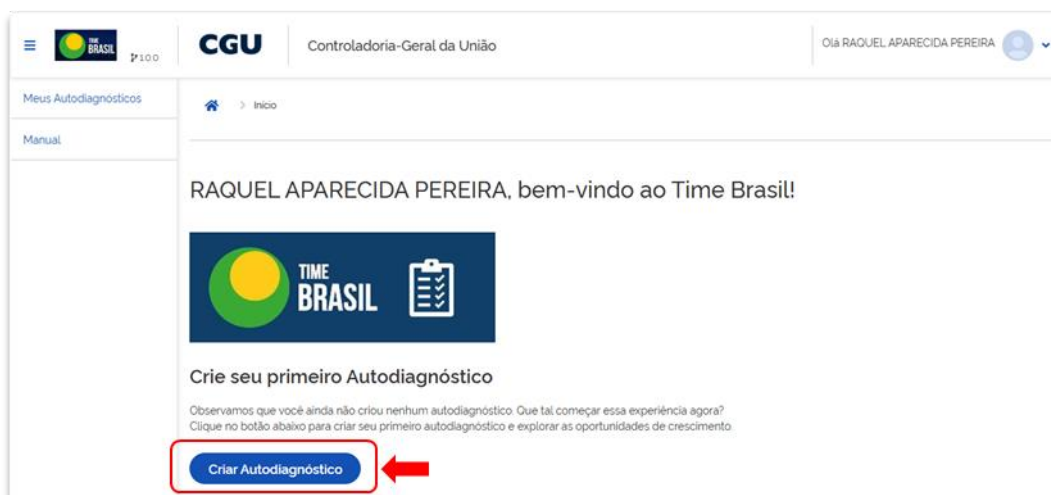 TIME
BRASIL
1.0.0
CGU
Controladoria-Geral da União
Olá RAQUEL APARECIDA PEREIRA
Meus Autodiagnósticos
Manual
Início
RAQUEL APARECIDA PEREIRA, bem-vindo ao Time Brasil!
TIME
BRASIL
Crie seu primeiro Autodiagnóstico
Observamos que você ainda não criou nenhum autodiagnóstico. Que tal começar essa experiência agora?
Clique no botão abaixo para criar seu primeiro autodiagnóstico e explorar as oportunidades de crescimento.
Criar Autodiagnóstico